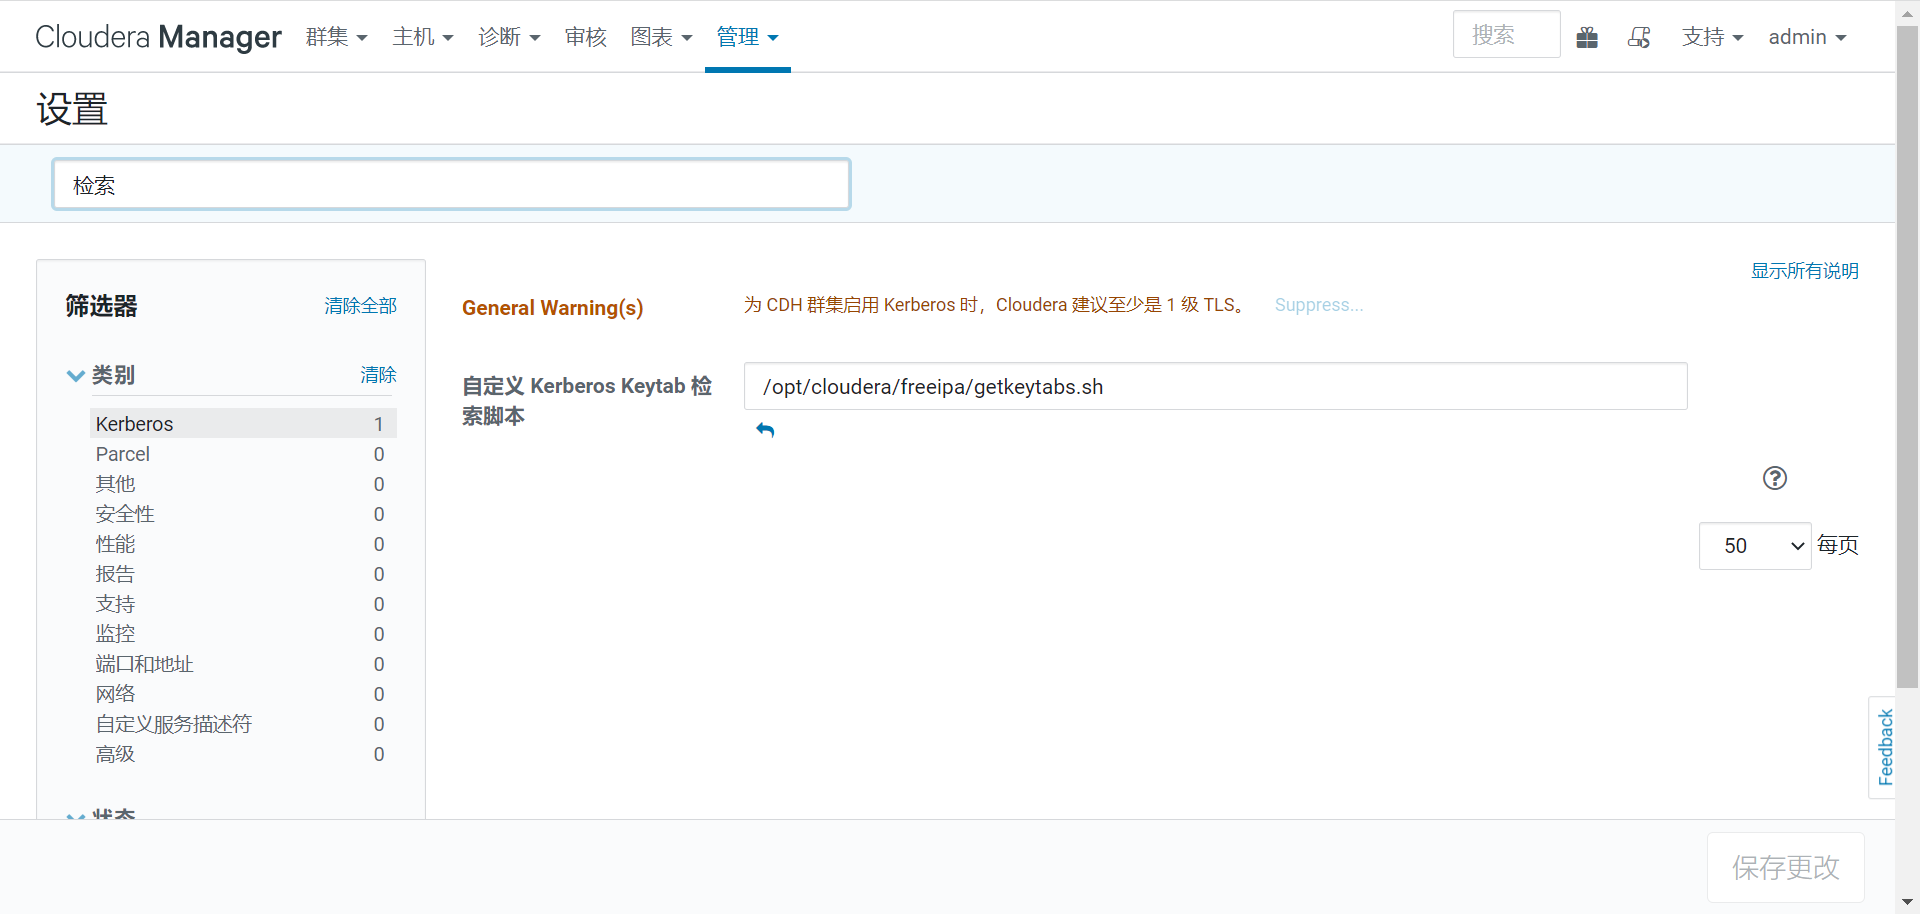 Cloudera Manager 群集 主机 诊断 审核 图表 管理 搜索 支持 admin
设置
检索
显示所有说明
筛选器 清除全部
General Warning(s) 为 CDH 群集启用 Kerberos 时，Cloudera 建议至少是 1 级 TLS。 Suppress...
类别 清除
自定义 Kerberos Keytab 检
索脚本
/opt/cloudera/freeipa/getkeytabs.sh
Kerberos 1
Parcel 0
其他 0
安全性 0
性能 0
报告 0
支持 0
监控 0
端口和地址 0
网络 0
自定义服务描述符 0
高级 0
状态
?
50 每页
Feedback
保存更改